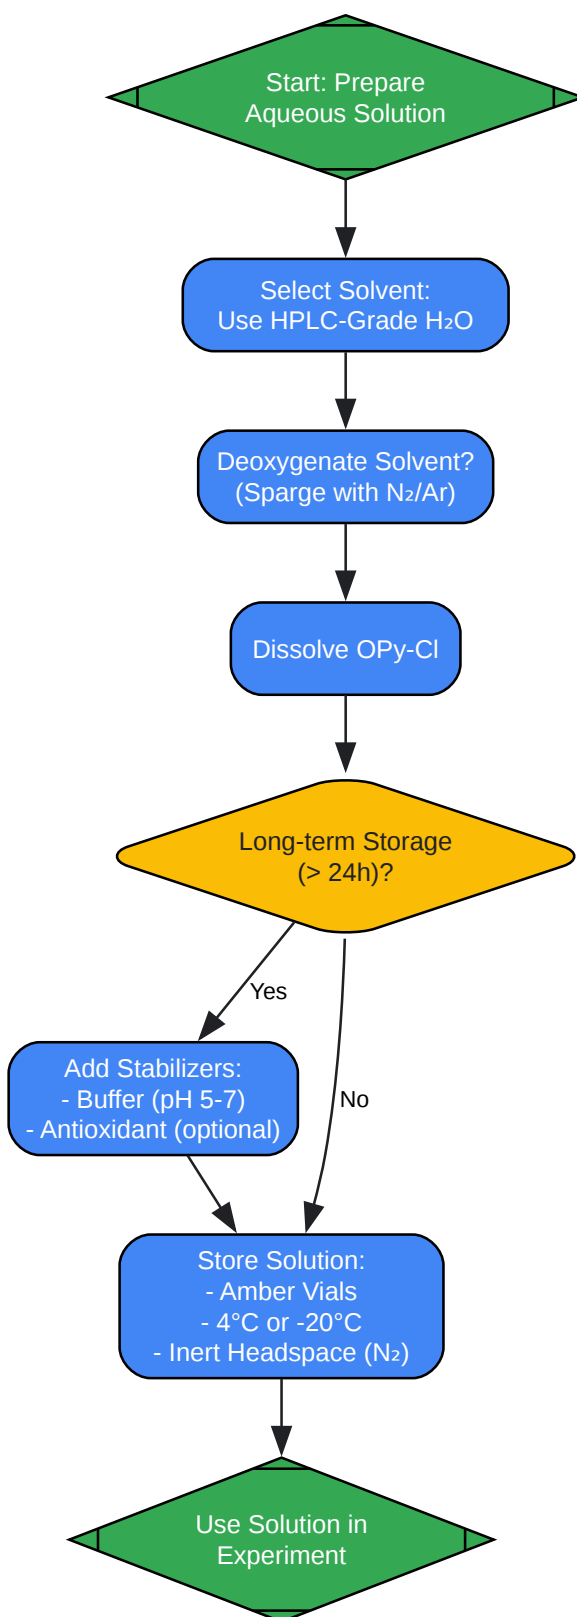 Start: Prepare
Aqueous Solution
Select Solvent:
Use HPLC-Grade H₂O
Deoxygenate Solvent?
(Sparge with N₂/Ar)
Dissolve OPy-Cl
Long-term Storage
(> 24h)?
Yes
Add Stabilizers:
- Buffer (pH 5-7)
- Antioxidant (optional)
No
Store Solution:
- Amber Vials
- 4°C or -20°C
- Inert Headspace (N₂)
Use Solution in
Experiment